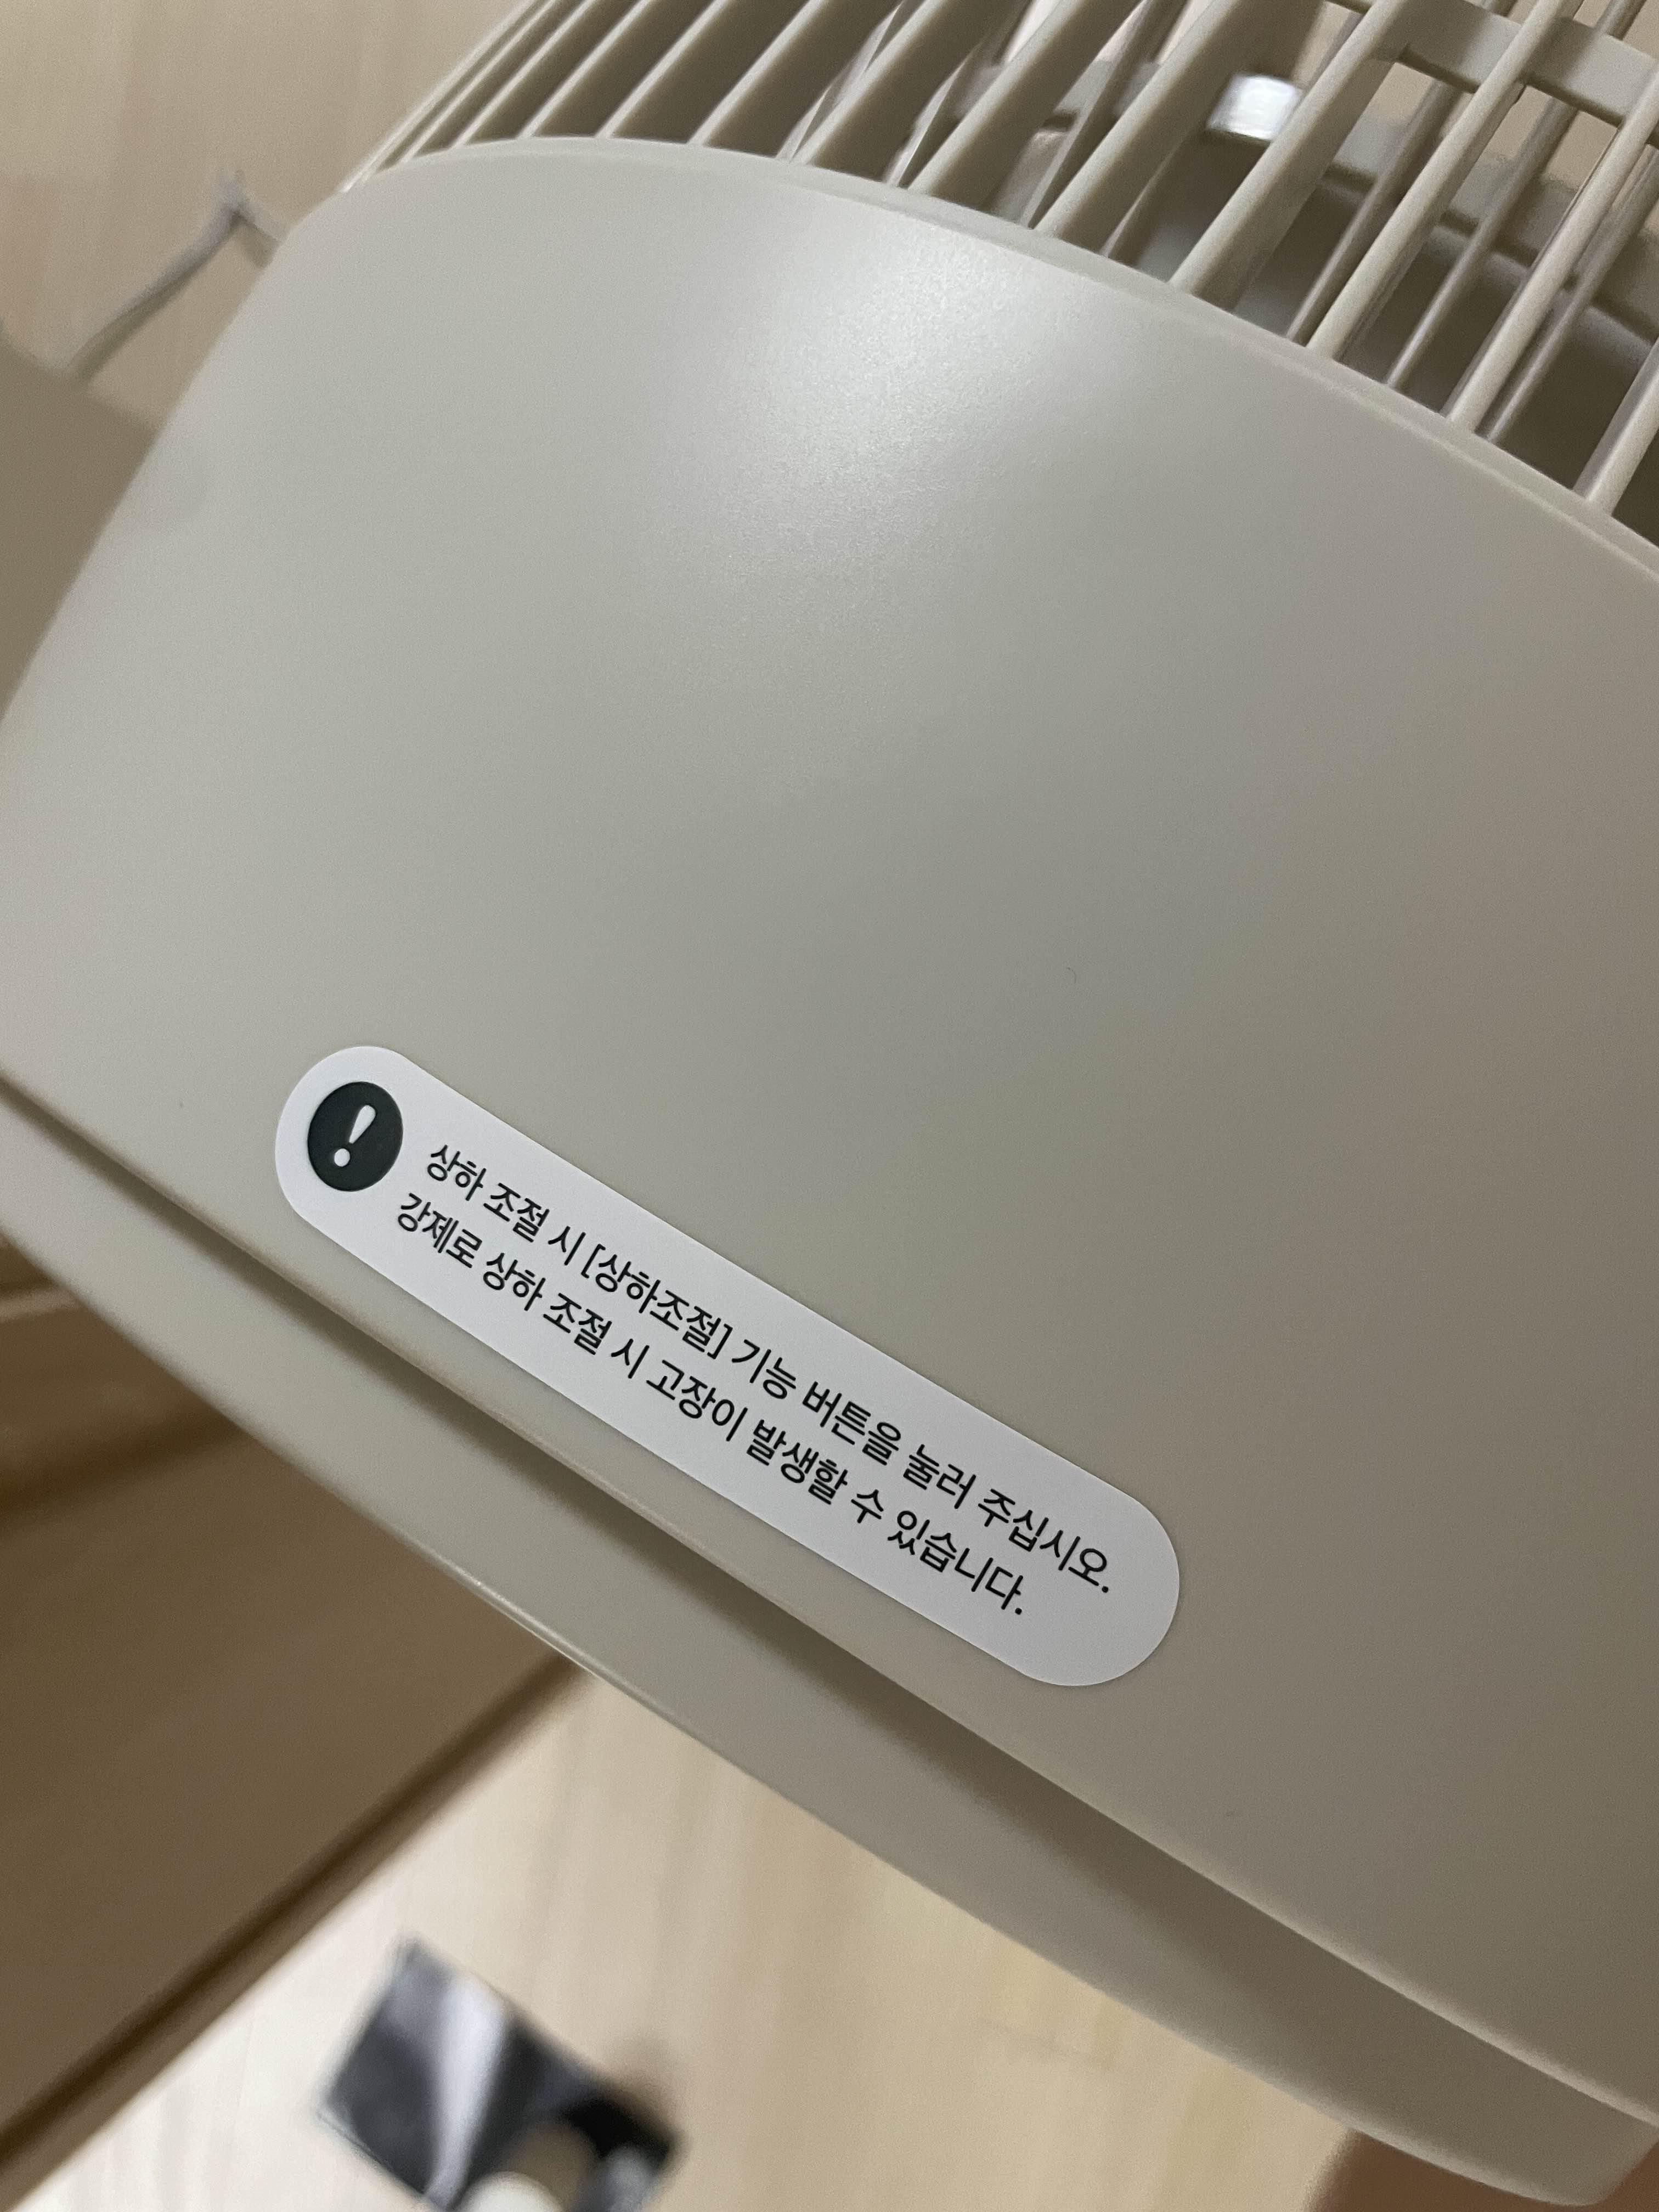 상하 조절 시 [상하조절] 기능 버튼을 눌러 주십시오.
강제로 상하 조절 시 고장이 발생할 수 있습니다.